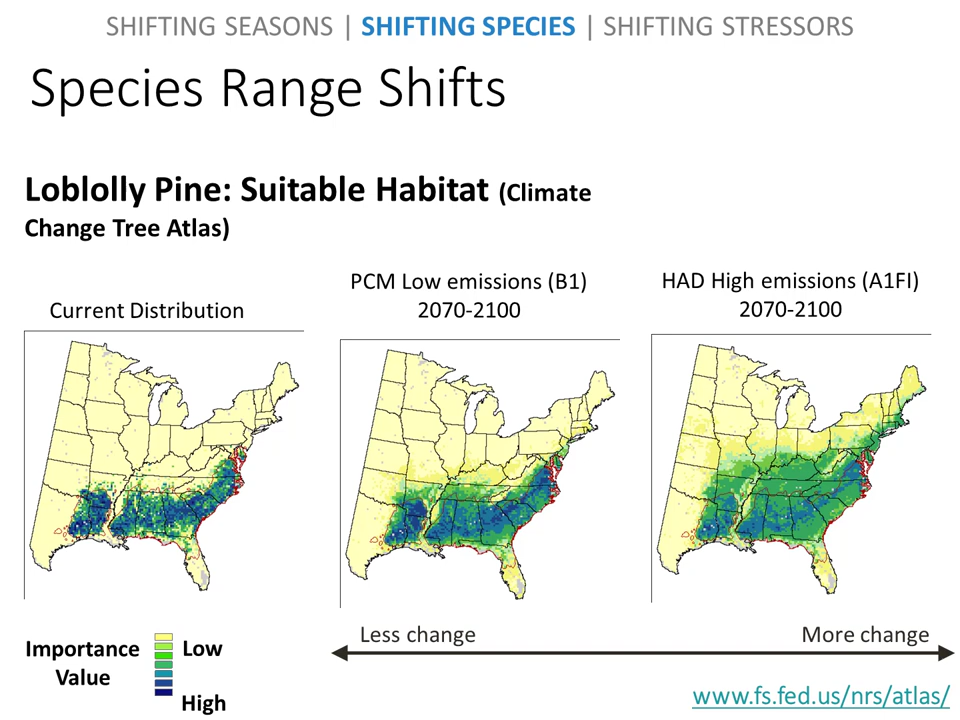 SHIFTING SEASONS | SHIFTING SPECIES | SHIFTING STRESSORS
Species Range Shifts
Loblolly Pine: Suitable Habitat (Climate
Change Tree Atlas)
Current Distribution
PCM Low emissions (B1)
2070-2100
HAD High emissions (A1FI)
2070-2100
Less change
More change
Importance
Value
Low
High
www.fs.fed.us/nrs/atlas/